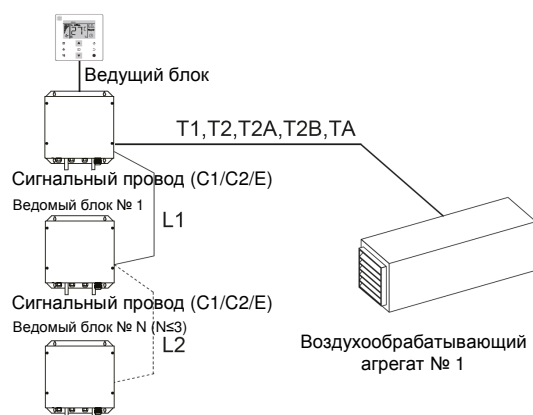 Ведущий блок
T1,T2,T2A,T2B,TA
Сигнальный провод (C1/C2/E)
Ведомый блок № 1
L1
Сигнальный провод (C1/C2/E)
Ведомый блок № N (N≤3)
L2
Воздухообрабатывающий
агрегат № 1